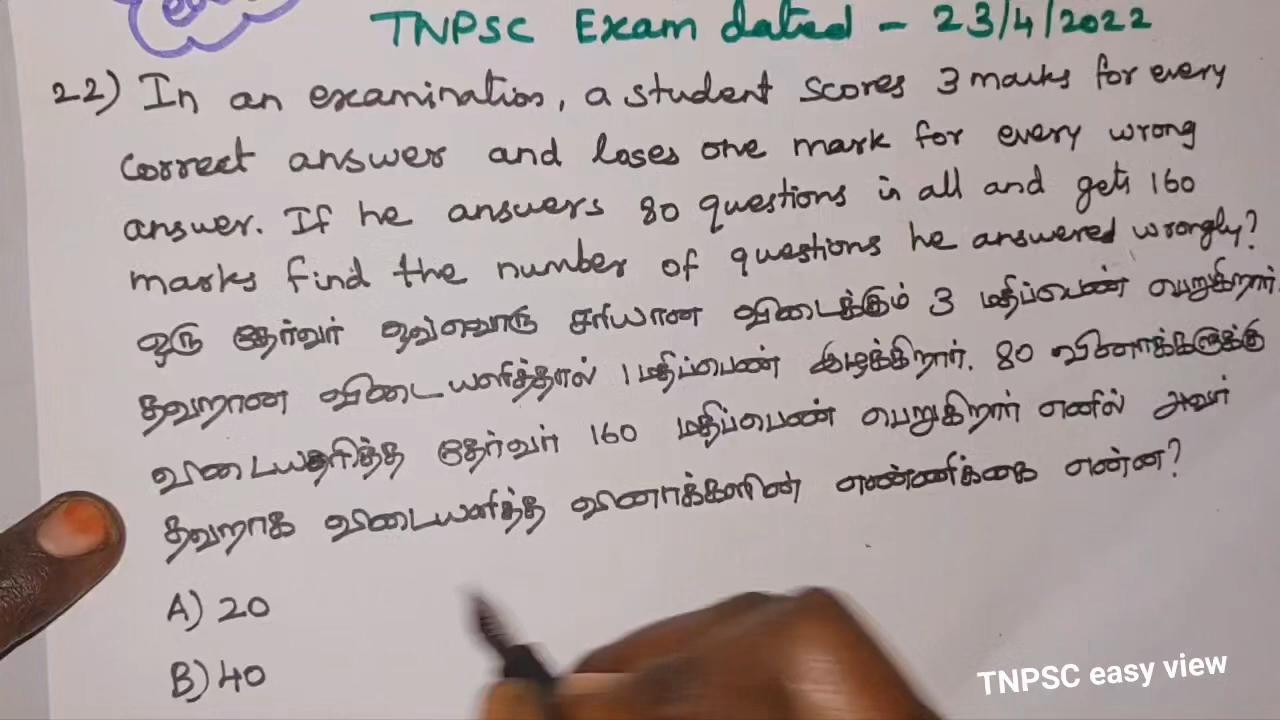 TNPSC Exam dated - 23/4/2022
22) In an examination, a student scores 3 marks for every
correct answer and loses one mark for every wrong
answer. If he answers 80 questions in all and gets 160
marks find the number of questions he answered wrongly?
ஒரு தேர்வர் ஒவ்வொரு சரியான விடைக்கும் 3 மதிப்பெண் பெறுகிறார்.
தவறான விடையளித்தால் 1 மதிப்பெண் இழக்கிறார். 80 வினாக்களுக்கு
விடையளித்த தேர்வர் 160 மதிப்பெண் பெறுகிறார் எனில் அவர்
தவறாக விடையளித்த வினாக்களின் எண்ணிக்கை என்ன?
A) 20
B) 40
TNPSC easy view